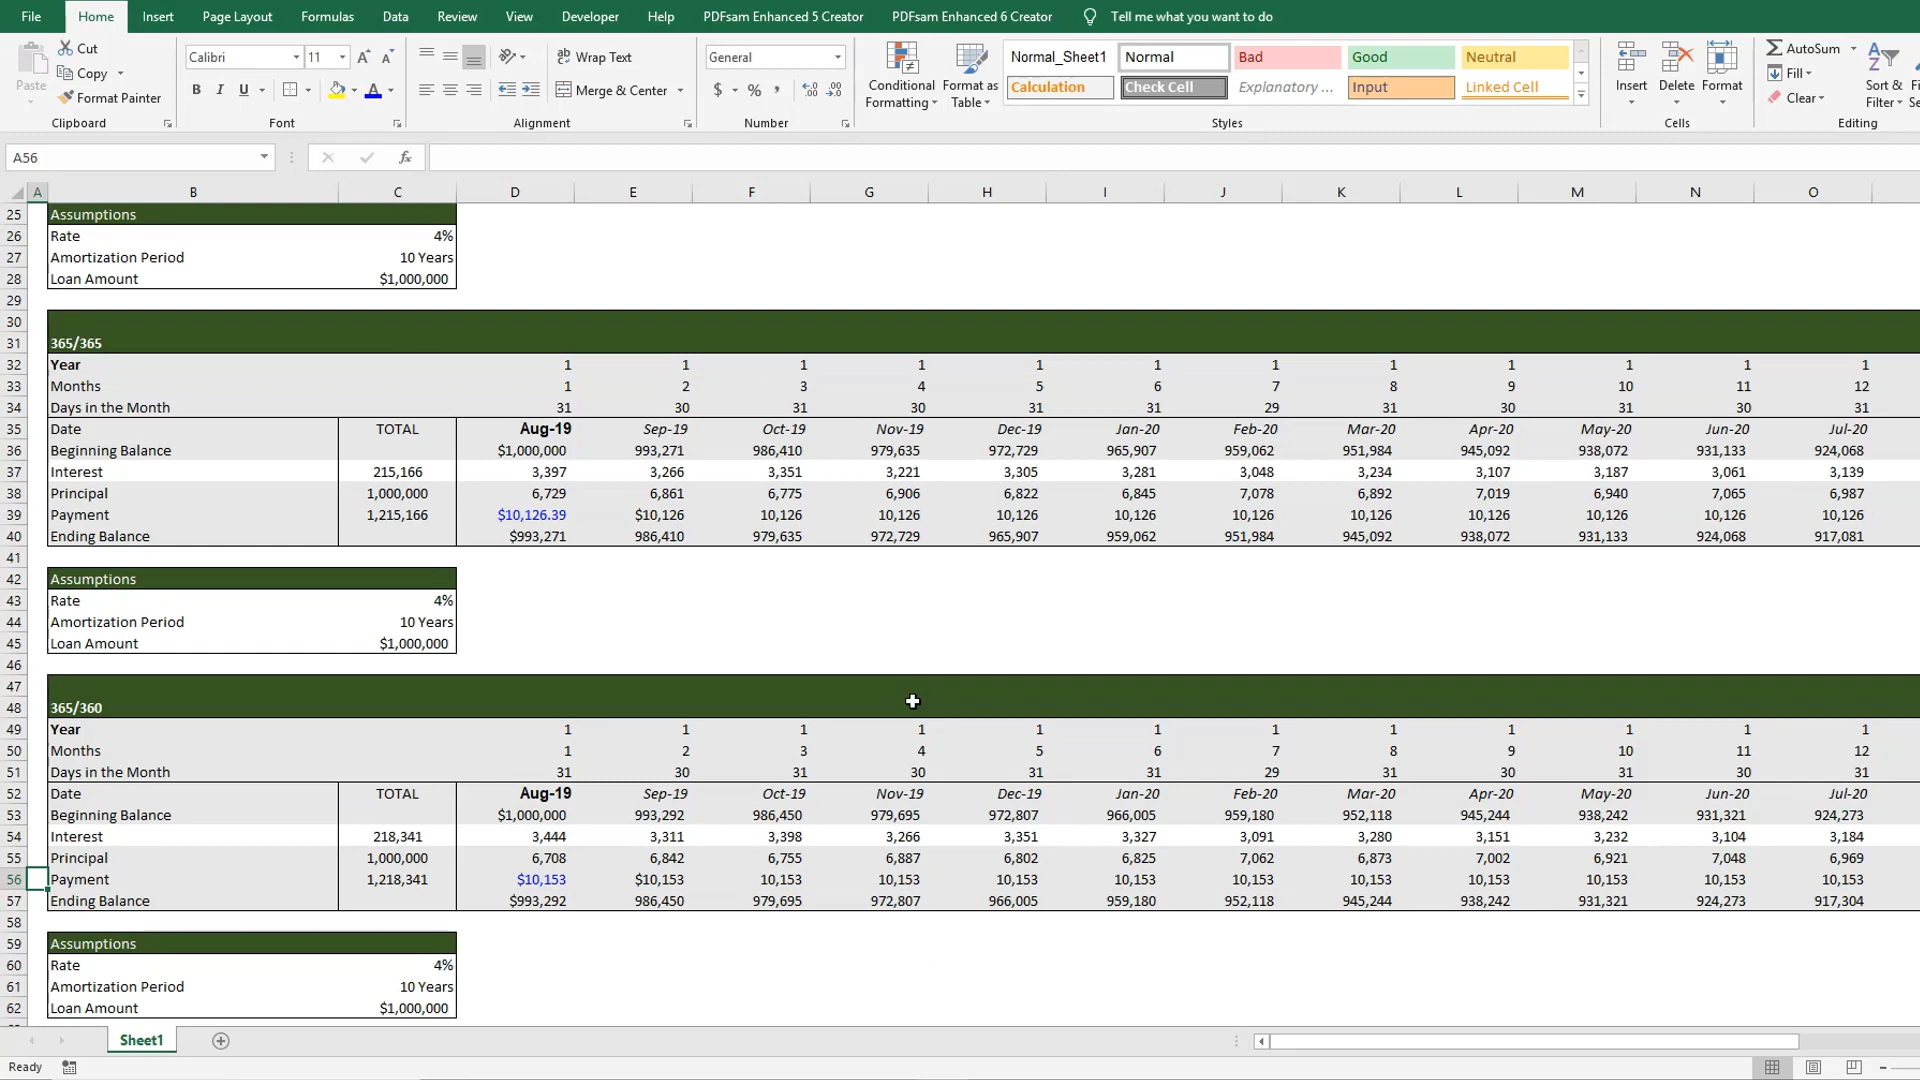 File Home Insert Page Layout Formulas Data Review View Developer Help PDFsam Enhanced 5 Creator PDFsam Enhanced 6 Creator Tell me what you want to do
Paste Cut Copy Format Painter
Clipboard
Calibri 11 A A
B I U A
Font
Wrap Text
Merge & Center
Alignment
General
$ % ,
Number
Conditional Formatting
Format as Table
Normal_Sheet1 Normal Bad Good Neutral
Calculation Check Cell Explanatory ... Input Linked Cell
Styles
Insert Delete Format
Cells
AutoSum
Fill
Clear
Sort & Filter
Editing
A56 fx
A B C D E F G H I J K L M N O
25 Assumptions
26 Rate 4%
27 Amortization Period 10 Years
28 Loan Amount $1,000,000
29
30
31 365/365
32 Year 1 1 1 1 1 1 1 1 1 1 1 1
33 Months 1 2 3 4 5 6 7 8 9 10 11 12
34 Days in the Month 31 30 31 30 31 31 29 31 30 31 30 31
35 Date TOTAL Aug-19 Sep-19 Oct-19 Nov-19 Dec-19 Jan-20 Feb-20 Mar-20 Apr-20 May-20 Jun-20 Jul-20
36 Beginning Balance $1,000,000 993,271 986,410 979,635 972,729 965,907 959,062 951,984 945,092 938,072 931,133 924,068
37 Interest 215,166 3,397 3,266 3,351 3,221 3,305 3,281 3,048 3,234 3,107 3,187 3,061 3,139
38 Principal 1,000,000 6,729 6,861 6,775 6,906 6,822 6,845 7,078 6,892 7,019 6,940 7,065 6,987
39 Payment 1,215,166 $10,126.39 $10,126 10,126 10,126 10,126 10,126 10,126 10,126 10,126 10,126 10,126 10,126
40 Ending Balance $993,271 986,410 979,635 972,729 965,907 959,062 951,984 945,092 938,072 931,133 924,068 917,081
41
42 Assumptions
43 Rate 4%
44 Amortization Period 10 Years
45 Loan Amount $1,000,000
46
47
48 365/360
49 Year 1 1 1 1 1 1 1 1 1 1 1 1
50 Months 1 2 3 4 5 6 7 8 9 10 11 12
51 Days in the Month 31 30 31 30 31 31 29 31 30 31 30 31
52 Date TOTAL Aug-19 Sep-19 Oct-19 Nov-19 Dec-19 Jan-20 Feb-20 Mar-20 Apr-20 May-20 Jun-20 Jul-20
53 Beginning Balance $1,000,000 993,292 986,450 979,695 972,807 966,005 959,180 952,118 945,244 938,242 931,321 924,273
54 Interest 218,341 3,444 3,311 3,398 3,266 3,351 3,327 3,091 3,280 3,151 3,232 3,104 3,184
55 Principal 1,000,000 6,708 6,842 6,755 6,887 6,802 6,825 7,062 6,873 7,002 6,921 7,048 6,969
56 Payment 1,218,341 $10,153 $10,153 10,153 10,153 10,153 10,153 10,153 10,153 10,153 10,153 10,153 10,153
57 Ending Balance $993,292 986,450 979,695 972,807 966,005 959,180 952,118 945,244 938,242 931,321 924,273 917,304
58
59 Assumptions
60 Rate 4%
61 Amortization Period 10 Years
62 Loan Amount $1,000,000
Sheet1
Ready